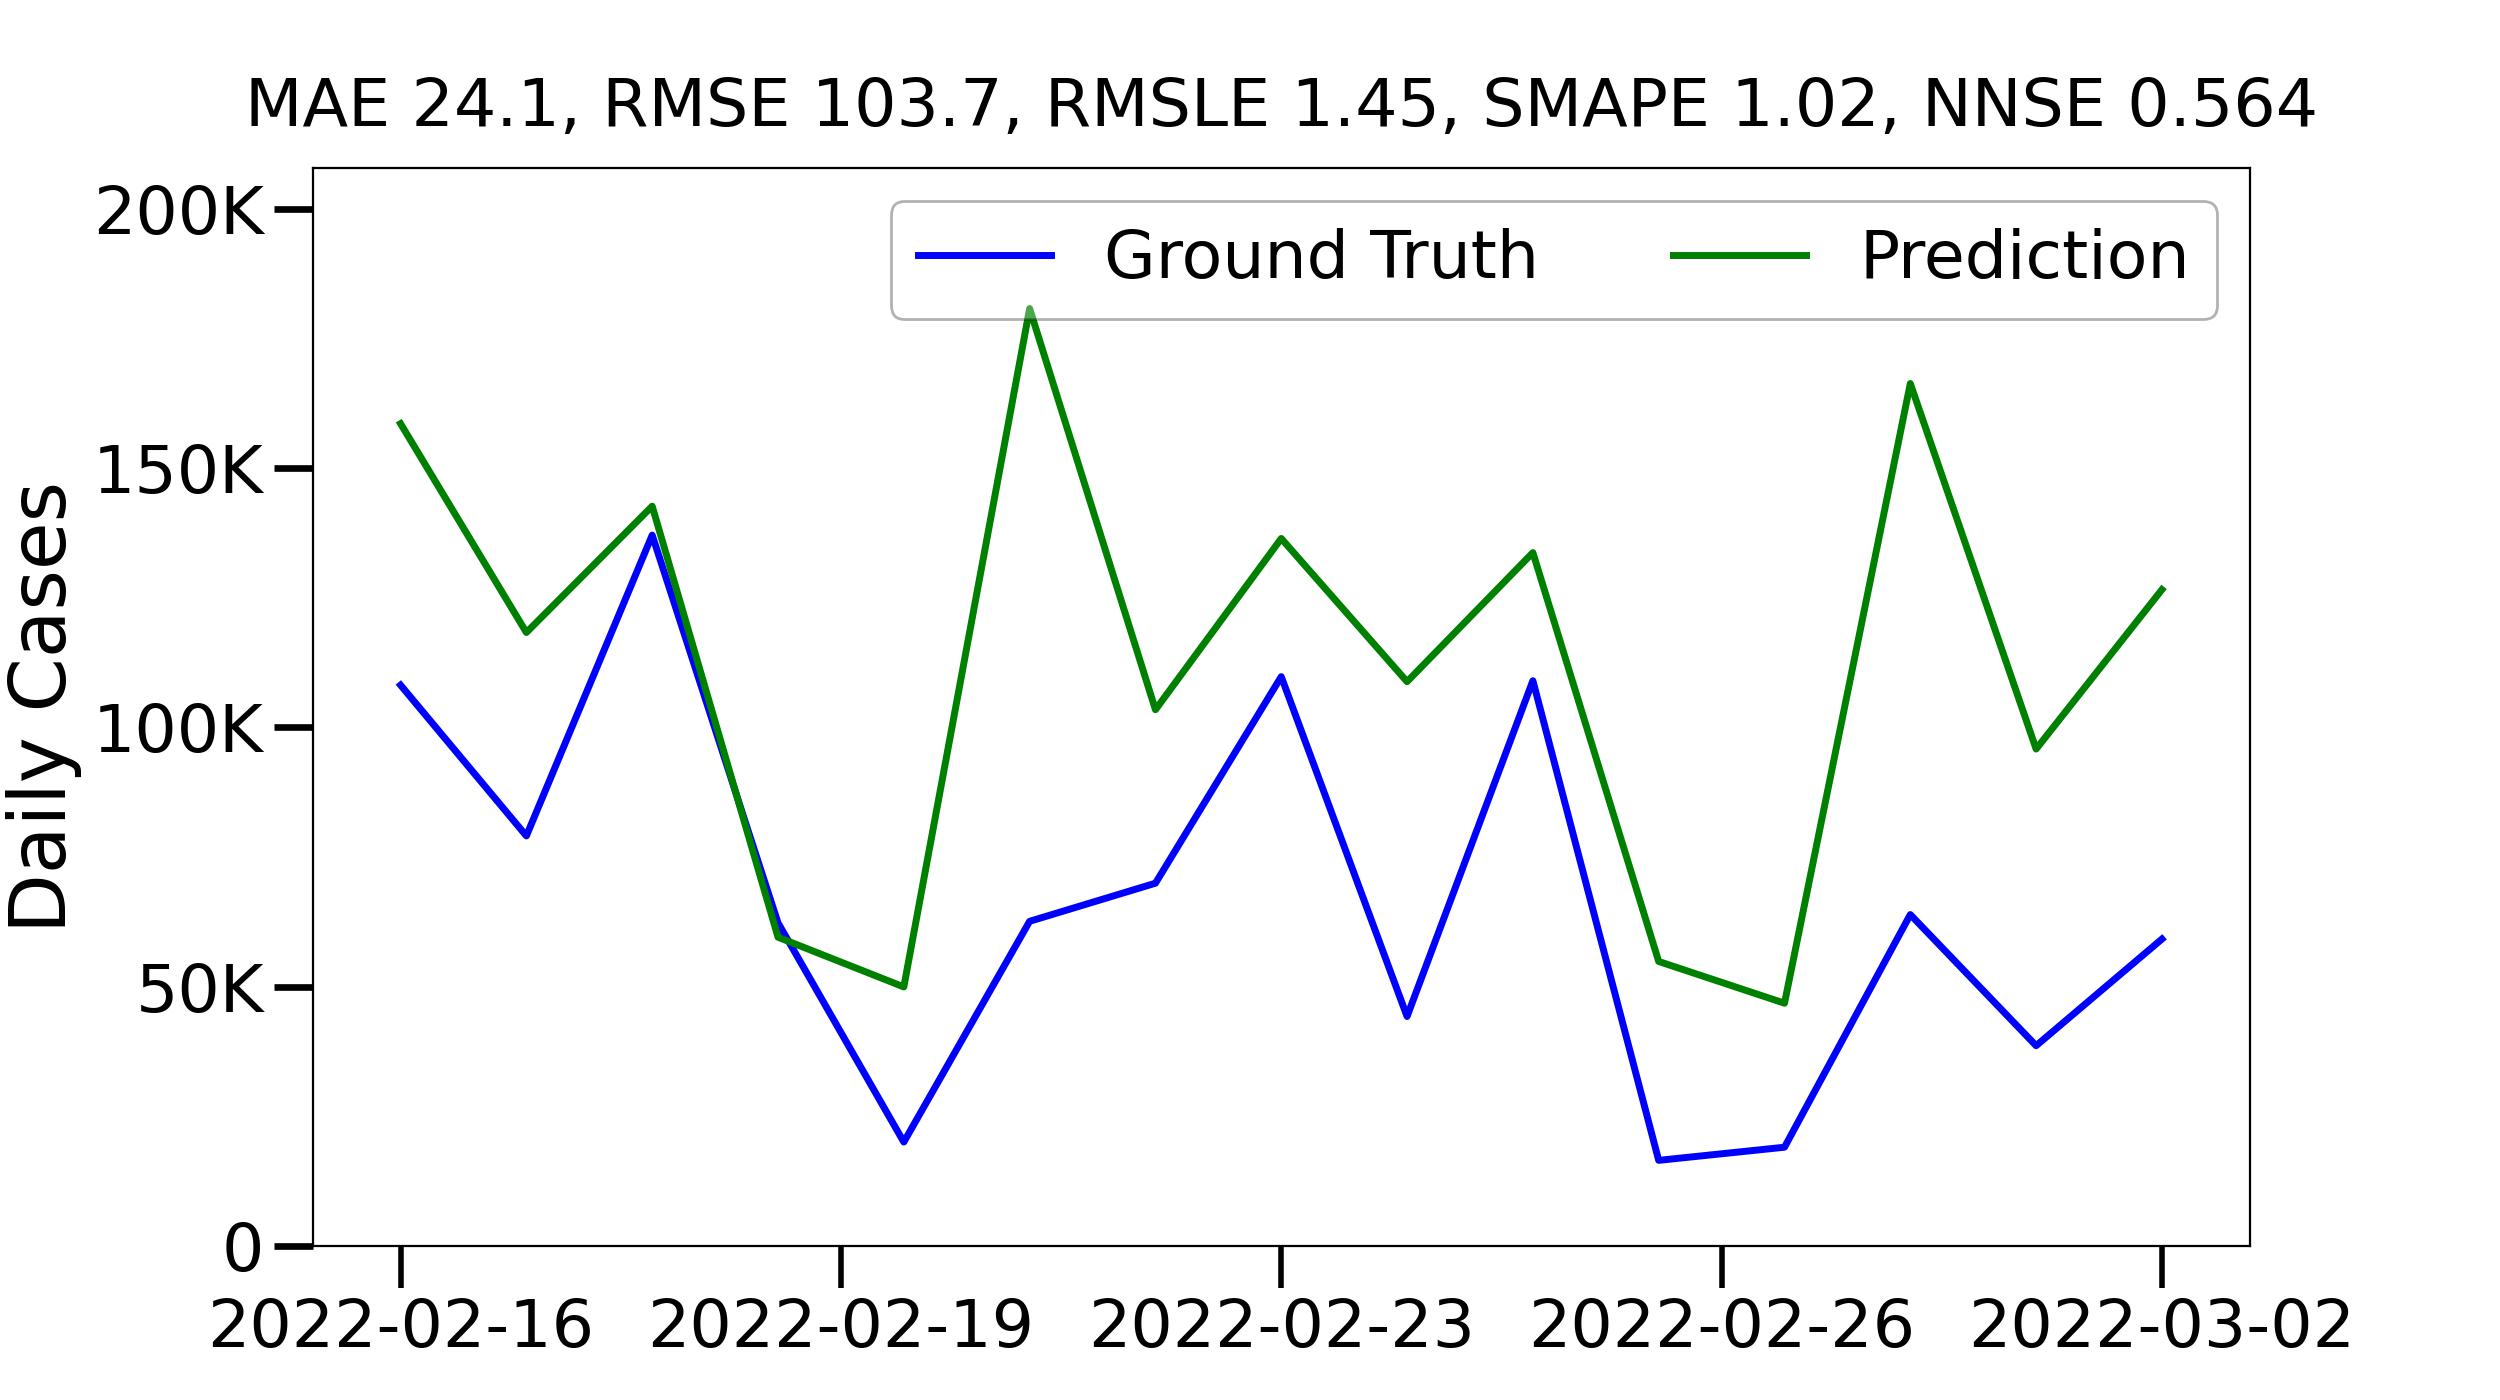 MAE 24.1, RMSE 103.7, RMSLE 1.45, SMAPE 1.02, NNSE 0.564
Ground Truth
Prediction
Daily Cases
200K
150K
100K
50K
0
2022-02-16 2022-02-19 2022-02-23 2022-02-26 2022-03-02